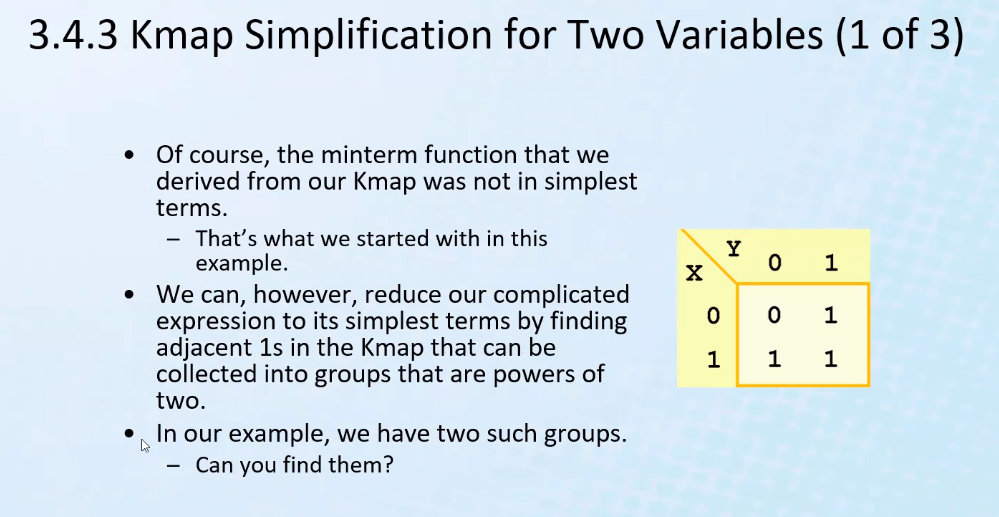 3.4.3 Kmap Simplification for Two Variables (1 of 3)
• Of course, the minterm function that we
derived from our Kmap was not in simplest
terms.
– That’s what we started with in this
example.
• We can, however, reduce our complicated
expression to its simplest terms by finding
adjacent 1s in the Kmap that can be
collected into groups that are powers of
two.
• In our example, we have two such groups.
– Can you find them?
Y 0 1
X
0 0 1
1 1 1